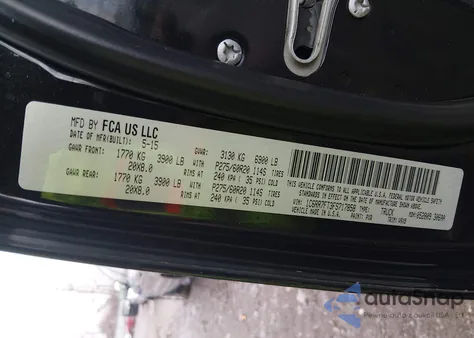 MFD BY FCA US LLC
DATE OF MFR(BUILT): 5-15 GVWR: 3130 KG 6900 LB
GAWR FRONT: 1770 KG 3900 LB WITH P275/60R20 114S TIRES
20X8.0 RIMS AT 240 KPA ( 35 PSI) COLD
GAWR REAR: 1770 KG 3900 LB WITH P275/60R20 114S TIRES
20X8.0 240 KPA ( 35 PSI) COLD
THIS VEHICLE CONFORMS TO ALL APPLICABLE U.S.A. FEDERAL MOTOR VEHICLE SAFETY
STANDARDS IN EFFECT ON THE DATE OF MANUFACTURE SHOWN ABOVE.
VIN: TYPE: TRUCK
VEHICLE MADE IN U.S.A. PAINT: PXR TRIM:
autoSnap